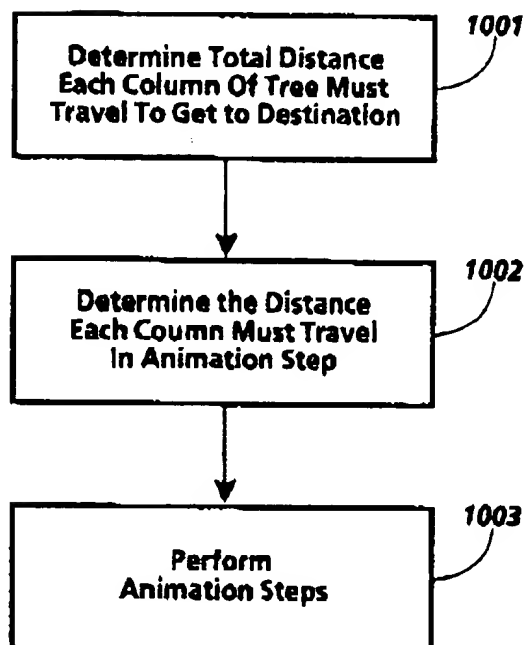 1001
Determine Total Distance
Each Column Of Tree Must
Travel To Get to Destination
1002
Determine the Distance
Each Coumn Must Travel
In Animation Step
1003
Perform
Animation Steps